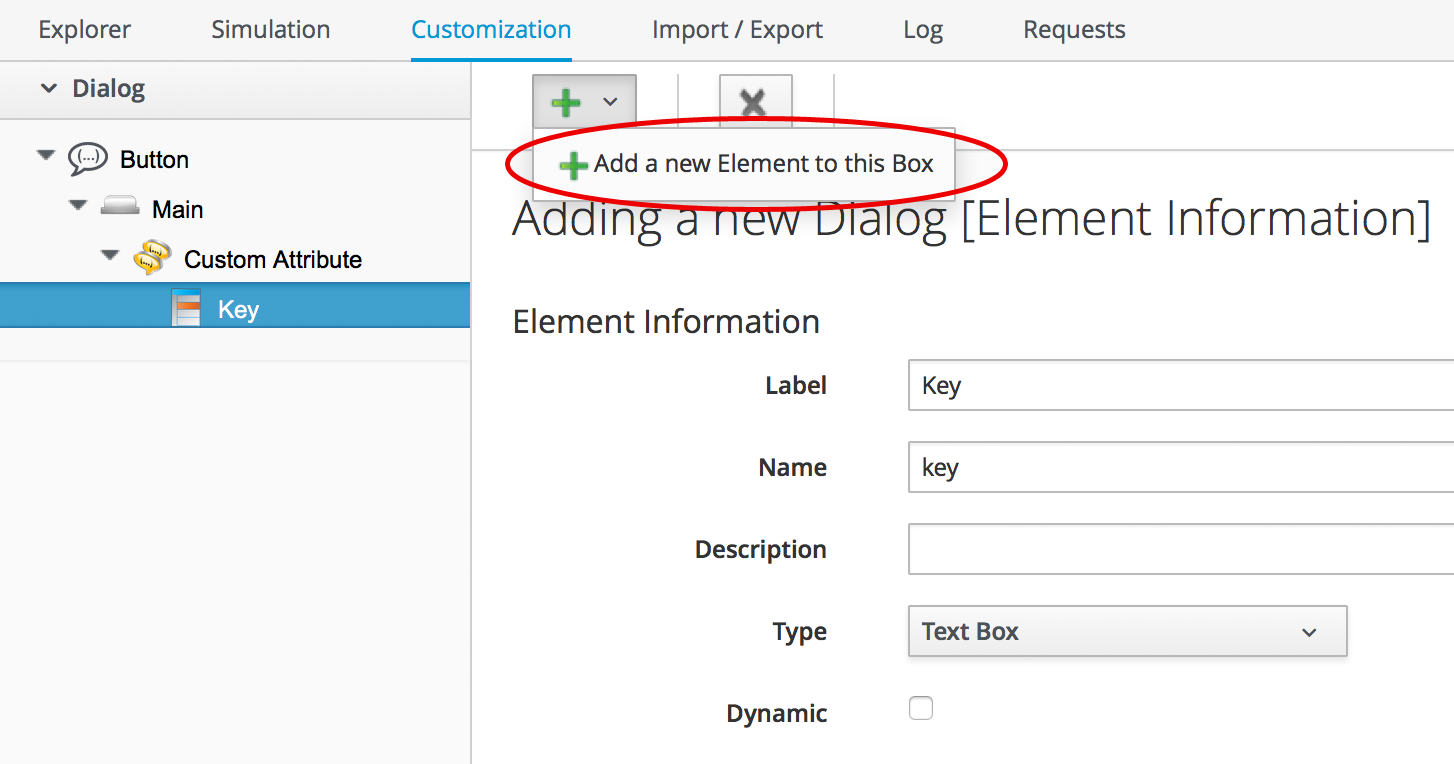 Explorer Simulation Customization Import / Export Log Requests
Dialog
Button
Main
Custom Attribute
Key
Add a new Element to this Box
Adding a new Dialog [Element Information]
Element Information
Label Key
Name key
Description
Type Text Box
Dynamic